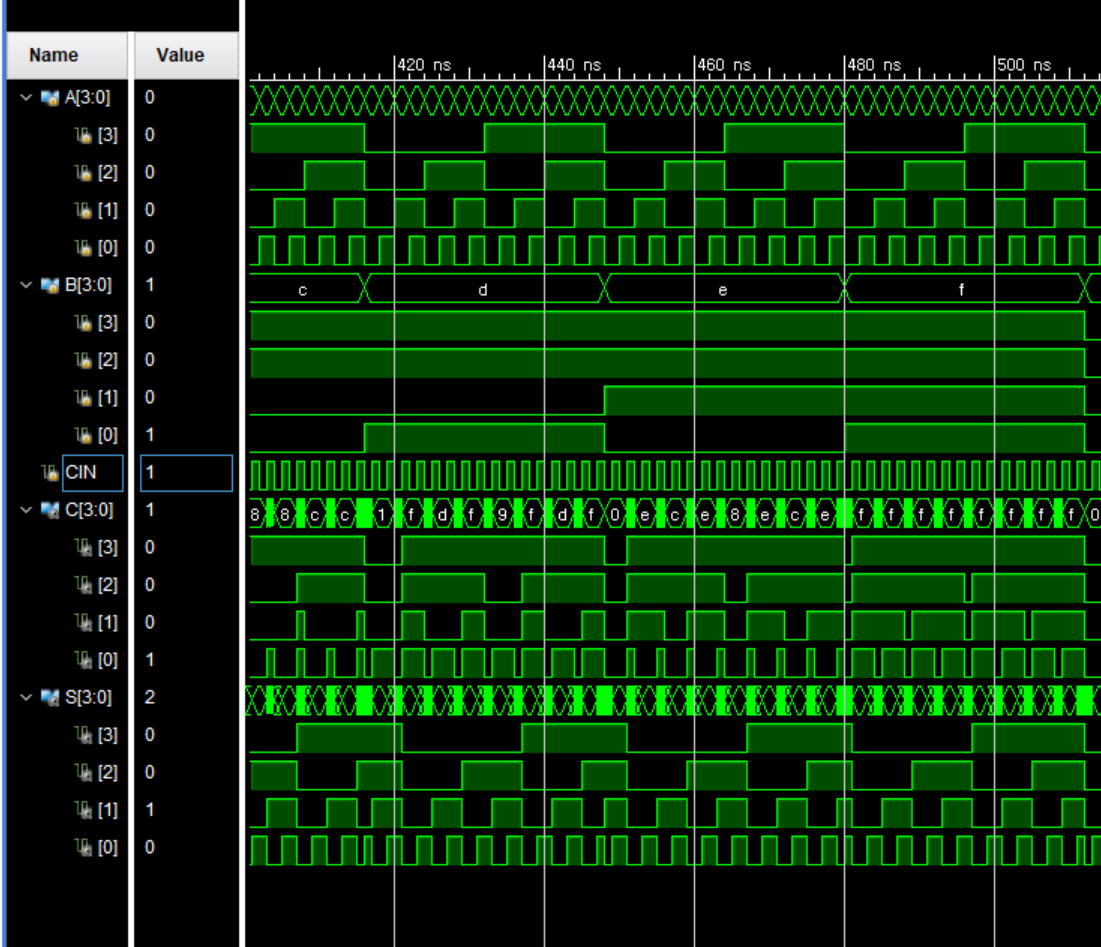 Name Value
420 ns 440 ns 460 ns 480 ns 500 ns
A[3:0] 0
[3] 0
[2] 0
[1] 0
[0] 0
B[3:0] 1 c d e f
[3] 0
[2] 0
[1] 0
[0] 1
CIN 1
C[3:0] 1 8 8 c c 1 f d f 9 f d f 0 e c e 8 e c e f f f f f f f f 0
[3] 0
[2] 0
[1] 0
[0] 1
S[3:0] 2
[3] 0
[2] 0
[1] 1
[0] 0